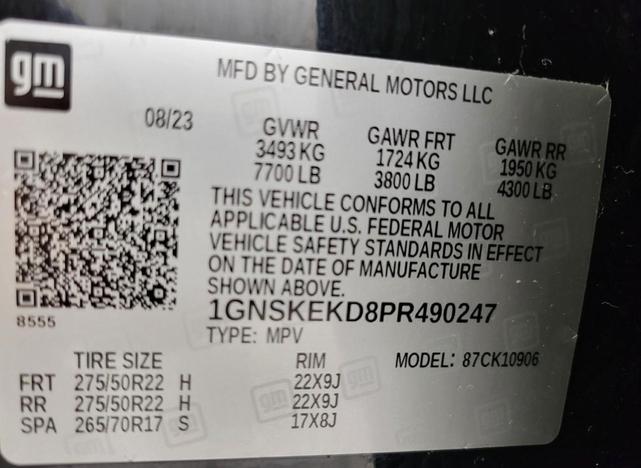 gm
MFD BY GENERAL MOTORS LLC
08/23
GVWR GAWR FRT GAWR RR
3493 KG 1724 KG 1950 KG
7700 LB 3800 LB 4300 LB
THIS VEHICLE CONFORMS TO ALL
APPLICABLE U.S. FEDERAL MOTOR
VEHICLE SAFETY STANDARDS IN EFFECT
ON THE DATE OF MANUFACTURE
SHOWN ABOVE.
8555
1GNSKEKD8PR490247
TYPE: MPV
TIRE SIZE RIM MODEL: 87CK10906
FRT 275/50R22 H 22X9J
RR 275/50R22 H 22X9J
SPA 265/70R17 S 17X8J